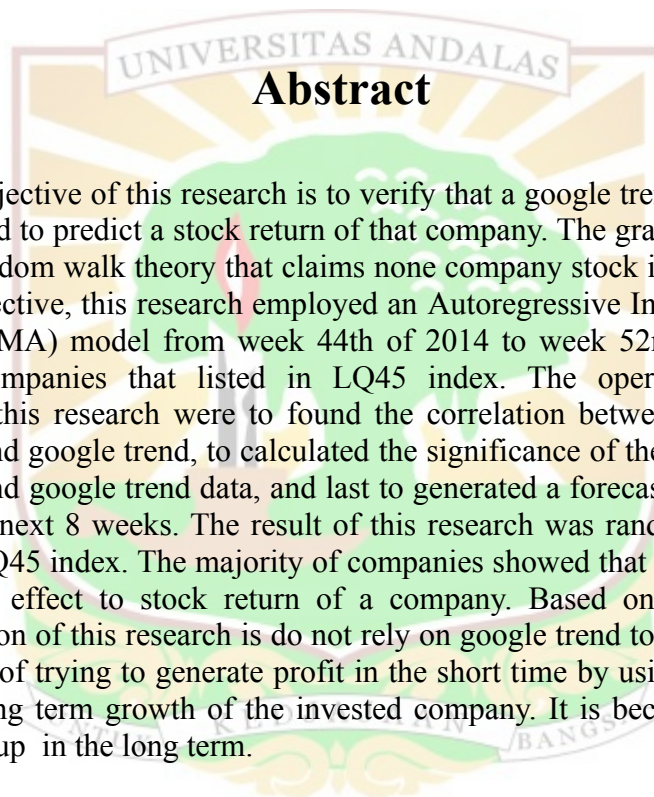 UNIVERSITAS ANDALAS
Abstract
jective of this research is to verify that a google tre
d to predict a stock return of that company. The gra
dom walk theory that claims none company stock i
ective, this research employed an Autoregressive In
MA) model from week 44th of 2014 to week 52
ompanies that listed in LQ45 index. The oper
this research were to found the correlation betwe
nd google trend, to calculated the significance of the
nd google trend data, and last to generated a forecas
next 8 weeks. The result of this research was ran
Q45 index. The majority of companies showed that
effect to stock return of a company. Based on
on of this research is do not rely on google trend to
of trying to generate profit in the short time by usi
ng term growth of the invested company. It is bec
up in the long term.
UNTUK KEDJAJAAN BANGSA